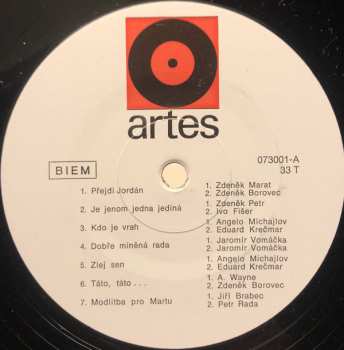 artes
BIEM
073001-A
33 T
1. Přejdi Jordán
1. Zdeněk Marat
2. Zdeněk Borovec
2. Je jenom jedna jediná
1. Zdeněk Petr
2. Ivo Fišer
3. Kdo je vrah
1. Angelo Michajlov
2. Eduard Krečmar
4. Dobře míněná rada
1. Jaromír Vomáčka
2. Jaromír Vomáčka
5. Zlej sen
1. Angelo Michajlov
2. Eduard Krečmar
6. Táto, táto . . .
1. A. Wayne
2. Zdeněk Borovec
7. Modlitba pro Martu
1. Jiří Brabec
2. Petr Rada